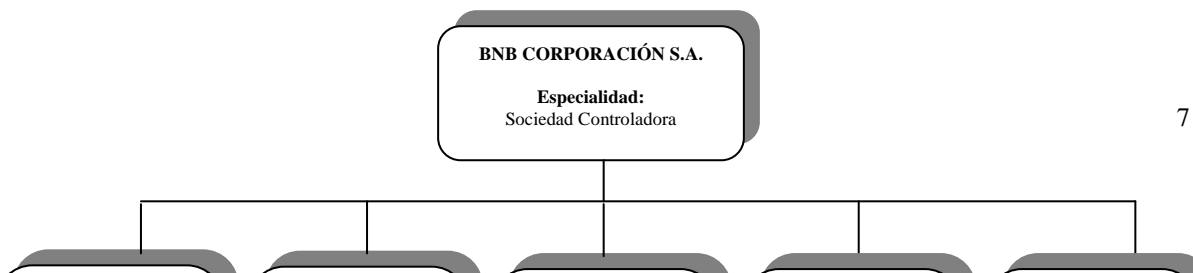 BNB CORPORACIÓN S.A.
Especialidad:
Sociedad Controladora
7